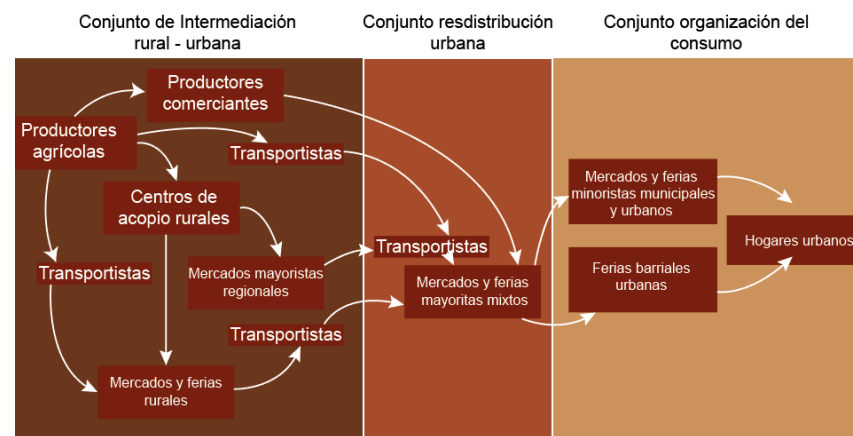 Conjunto de Intermediación
rural - urbana
Conjunto resdistribución
urbana
Conjunto organización del
consumo
Productores
comerciantes
Productores
agrícolas
Transportistas
Centros de
acopio rurales
Transportistas
Mercados mayoristas
regionales
Transportistas
Mercados y ferias
rurales
Transportistas
Mercados y ferias
mayoritas mixtos
Mercados y ferias
minoristas municipales
y urbanos
Ferias barriales
urbanas
Hogares urbanos